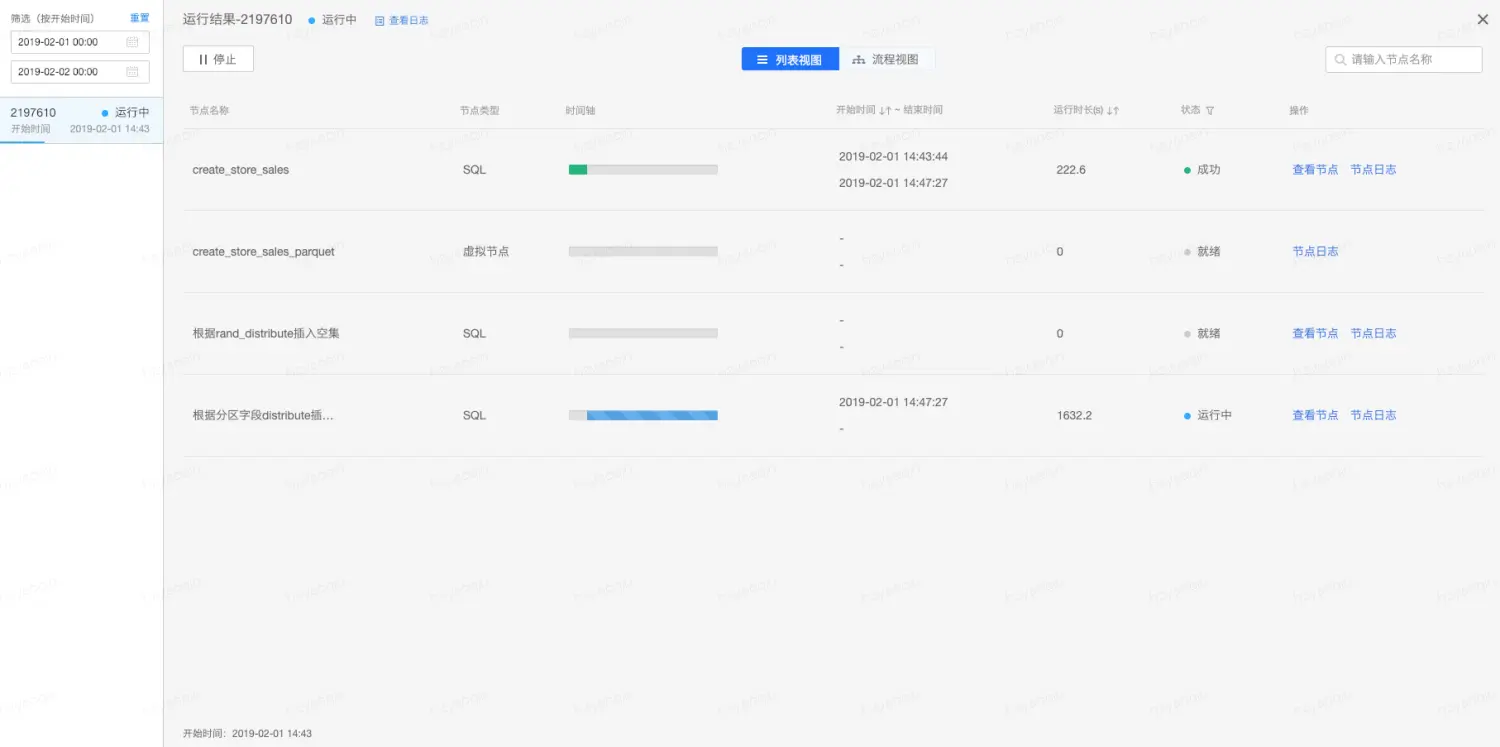 筛选（按开始时间） 重置
2019-02-01 00:00
2019-02-02 00:00
2197610 运行中
开始时间 2019-02-01 14:43
运行结果-2197610 运行中 查看日志
停止
列表视图 流程视图
请输入节点名称
节点名称 节点类型 时间轴 开始时间 ↓↑ ~ 结束时间 运行时长(s) ↓↑ 状态 操作
create_store_sales SQL 2019-02-01 14:43:44 222.6 成功 查看节点 节点日志
2019-02-01 14:47:27
create_store_sales_parquet 虚拟节点 - 0 就绪 节点日志
-
根据rand_distribute插入空集 SQL - 0 就绪 查看节点 节点日志
-
根据分区字段distribute插... SQL 2019-02-01 14:47:27 1632.2 运行中 查看节点 节点日志
-
开始时间：2019-02-01 14:43